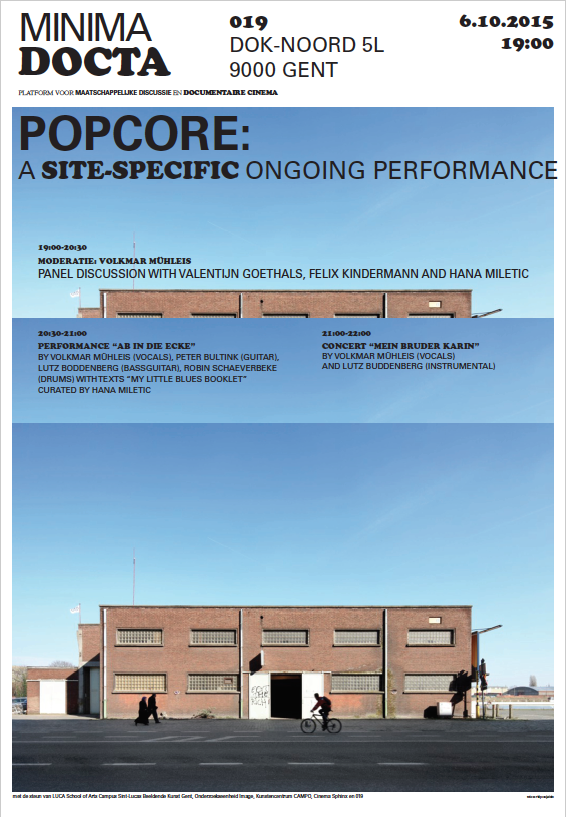 MINIMA
DOCTA
PLATFORM VOOR MAATSCHAPPELIJKE DISCUSSIE EN DOCUMENTAIRE CINEMA
019
DOK-NOORD 5L
9000 GENT
6.10.2015
19:00
POPCORE:
A SITE-SPECIFIC ONGOING PERFORMANCE
19:00-20:30
MODERATIE: VOLKMAR MÜHLEIS
PANEL DISCUSSION WITH VALENTIJN GOETHALS, FELIX KINDERMANN AND HANA MILETIC
20:30-21:00
PERFORMANCE “AB IN DIE ECKE”
BY VOLKMAR MÜHLEIS (VOCALS), PETER BULTINK (GUITAR),
LUTZ BODDENBERG (BASSGUITAR), ROBIN SCHAEVERBEKE
(DRUMS) WITH TEXTS “MY LITTLE BLUES BOOKLET”
CURATED BY HANA MILETIC
21:00-22:00
CONCERT “MEIN BRUDER KARIN”
BY VOLKMAR MÜHLEIS (VOCALS)
AND LUTZ BUDDENBERG (INSTRUMENTAL)
met de steun van LUCA School of Arts Campus Sint-Lucas Beeldende Kunst Gent, Onderzoekseenheid Image, Kunstencentrum CAMPO, Cinema Sphinx en 019